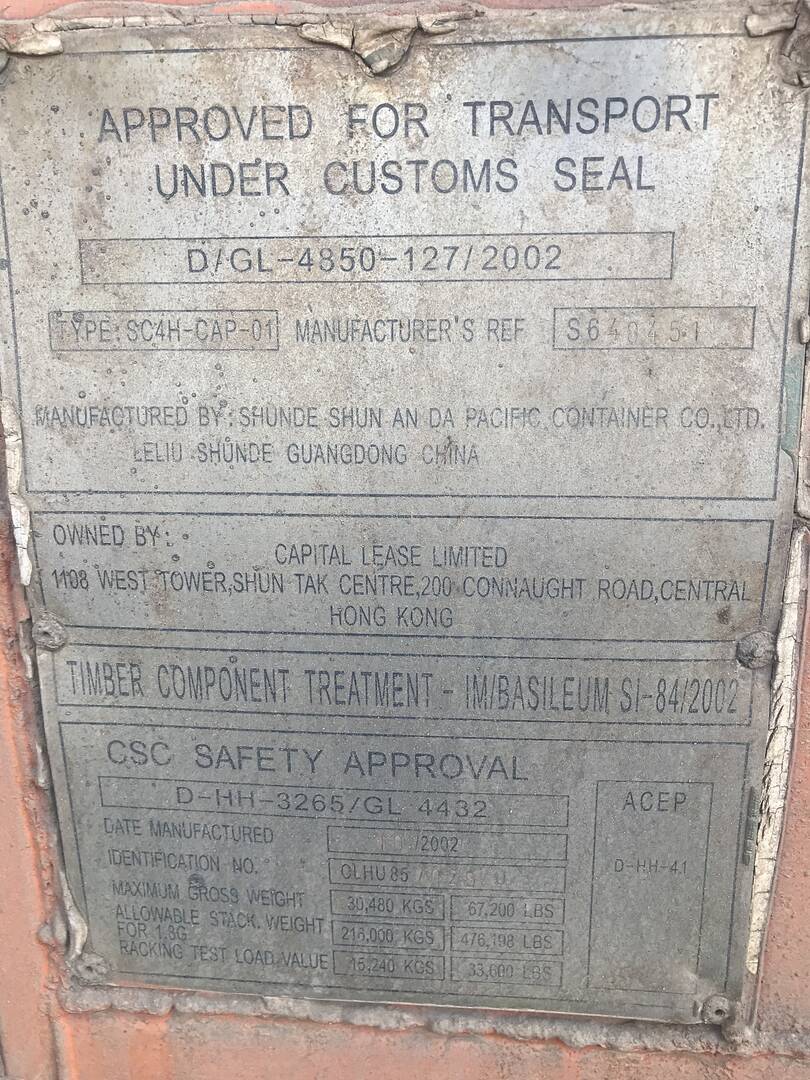 APPROVED FOR TRANSPORT
UNDER CUSTOMS SEAL
D/GL-4850-127/2002
TYPE: SC4H-CAP-01 MANUFACTURER'S REF S640451
MANUFACTURED BY: SHUNDE SHUN AN DA PACIFIC CONTAINER CO.,LTD.
LELIU SHUNDE GUANGDONG CHINA
OWNED BY:
CAPITAL LEASE LIMITED
1108 WEST TOWER,SHUN TAK CENTRE,200 CONNAUGHT ROAD,CENTRAL
HONG KONG
TIMBER COMPONENT TREATMENT - IM/BASILEUM SI-84/2002
CSC SAFETY APPROVAL
D-HH-3265/GL 4432
ACEP
D-HH-41
DATE MANUFACTURED /2002
IDENTIFICATION NO. CLHU 85
MAXIMUM GROSS WEIGHT 30,480 KGS 67,200 LBS
ALLOWABLE STACK. WEIGHT
FOR 1.8G 216,000 KGS 476,198 LBS
RACKING TEST LOAD VALUE 15,240 KGS 33,600 LBS